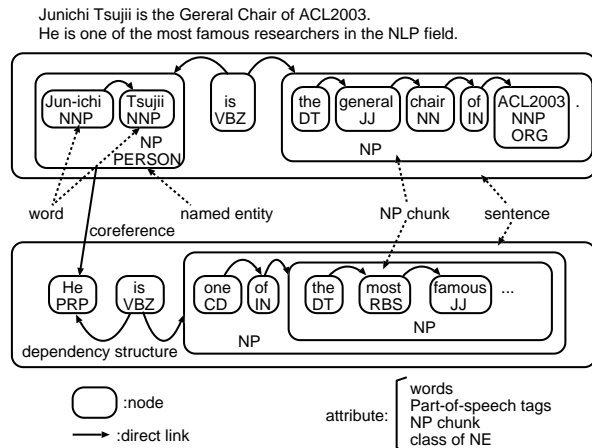 Junichi Tsujii is the Gereral Chair of ACL2003.
He is one of the most famous researchers in the NLP field.
Jun-ichi Tsujii is the general chair of ACL2003 .
NNP NNP VBZ DT JJ NN IN NNP
ORG
NP
PERSON
NP
word named entity NP chunk sentence
coreference
He is one of the most famous ...
PRP VBZ CD IN DT RBS JJ
NP
NP
dependency structure
:node
:direct link
attribute:
words
Part-of-speech tags
NP chunk
class of NE